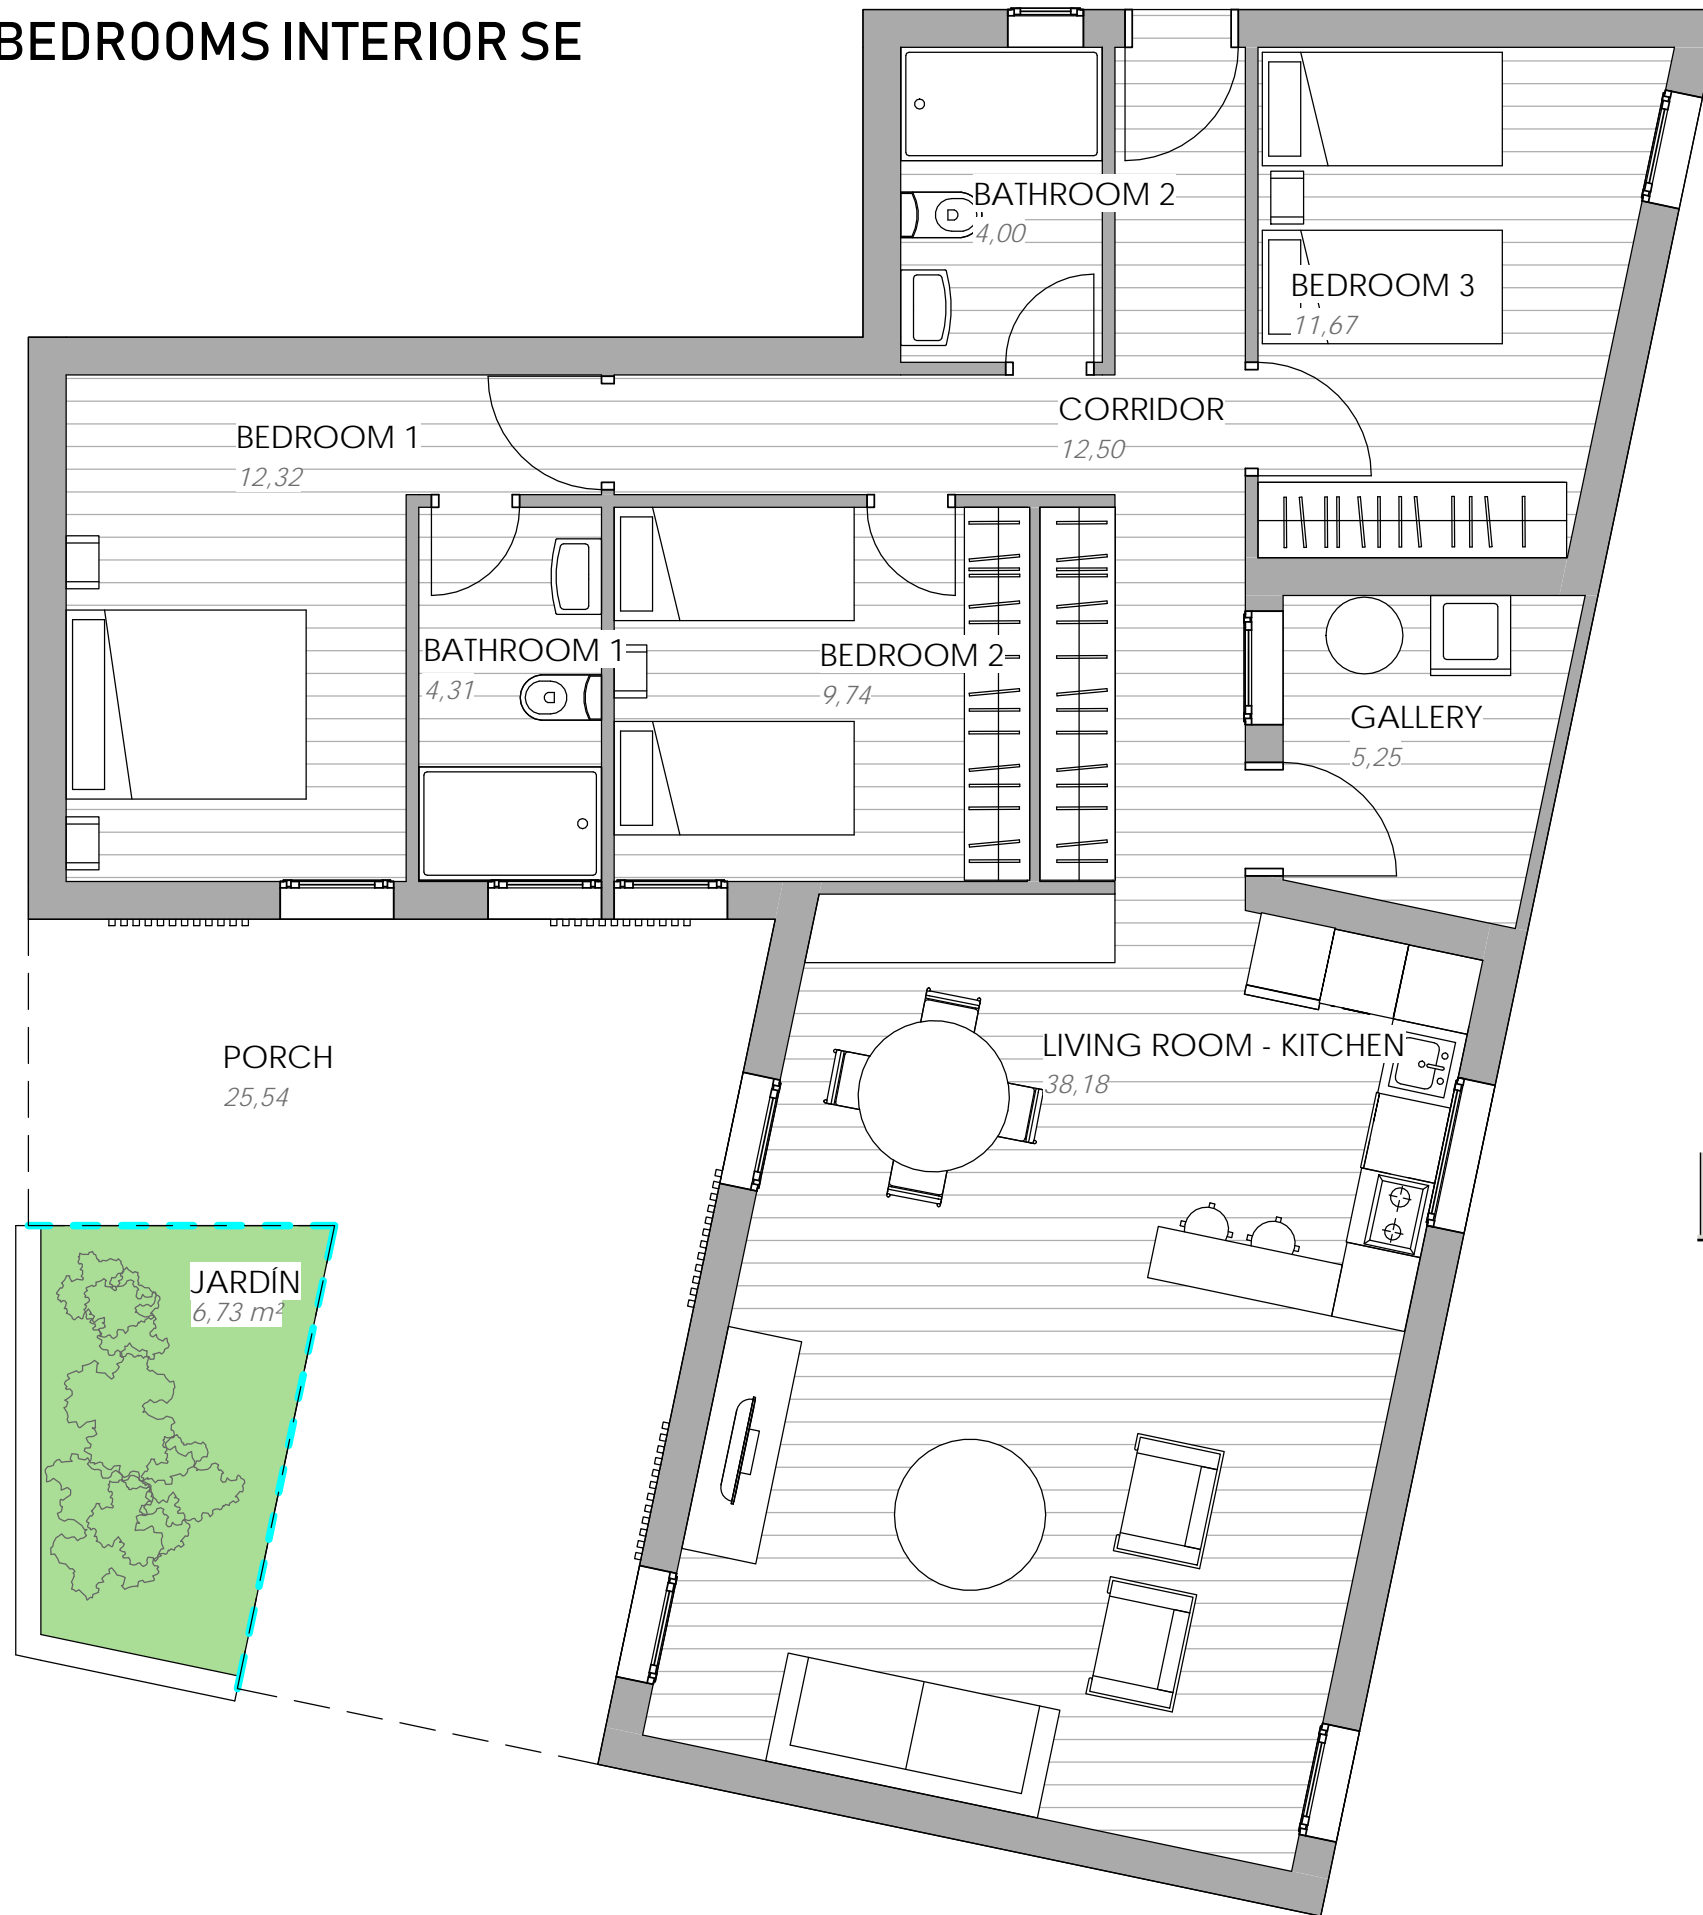 BEDROOMS INTERIOR SE
BATHROOM 2
4,00
BEDROOM 3
11,67
CORRIDOR
12,50
BEDROOM 1
12,32
BATHROOM 1
4,31
BEDROOM 2
9,74
GALLERY
5,25
LIVING ROOM - KITCHEN
38,18
PORCH
25,54
JARDÍN
6,73 m²